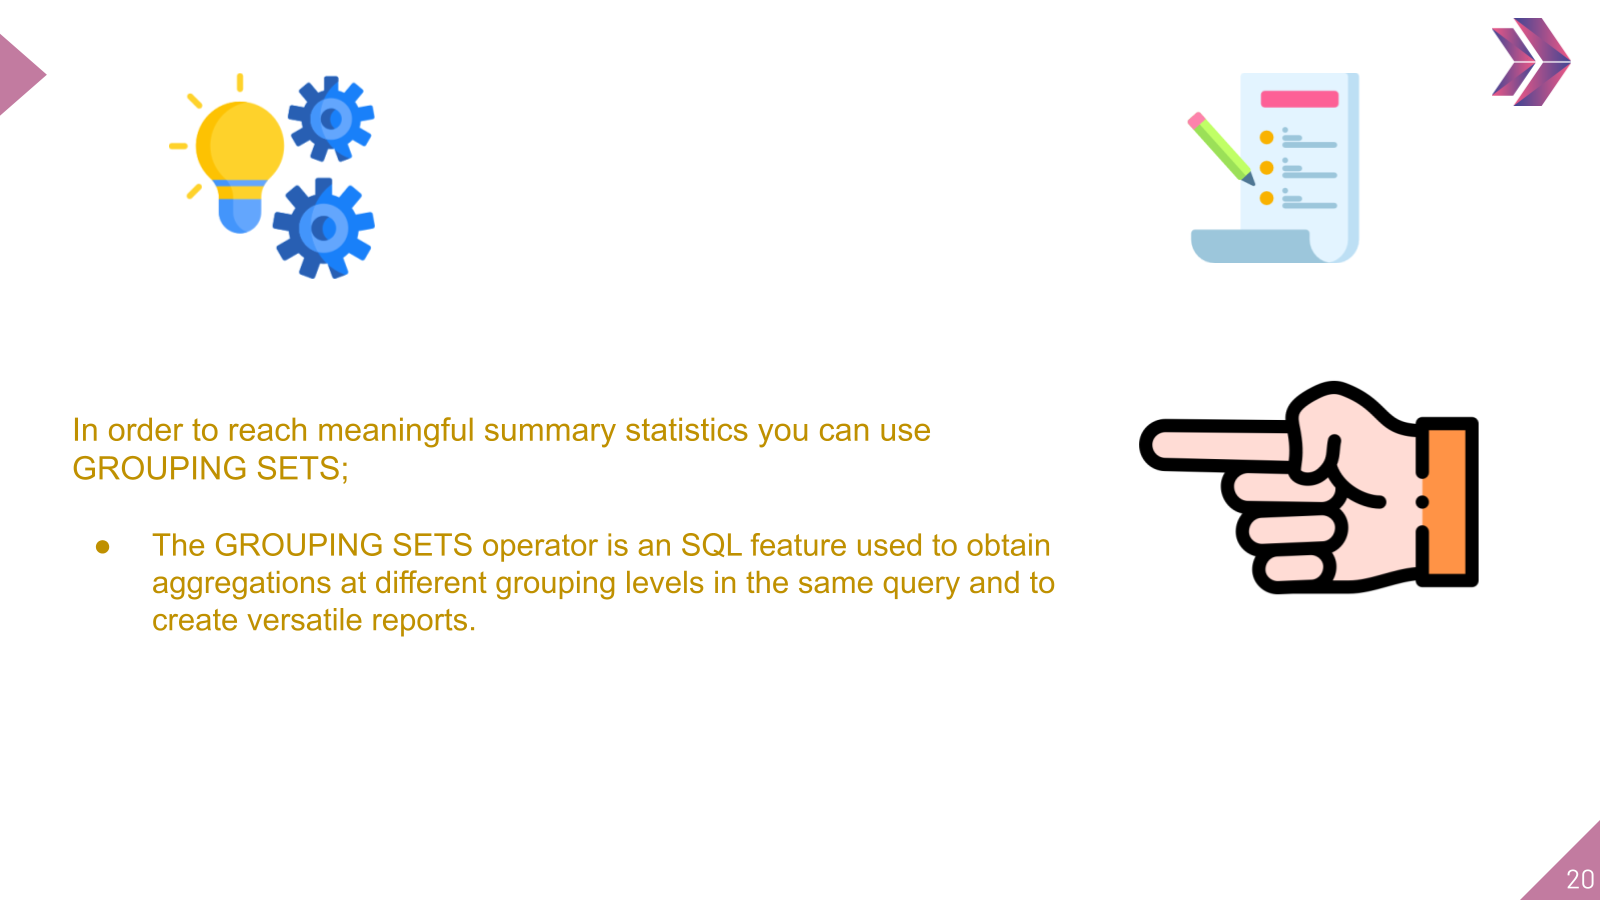 In order to reach meaningful summary statistics you can use
GROUPING SETS;
● The GROUPING SETS operator is an SQL feature used to obtain
aggregations at different grouping levels in the same query and to
create versatile reports.
20